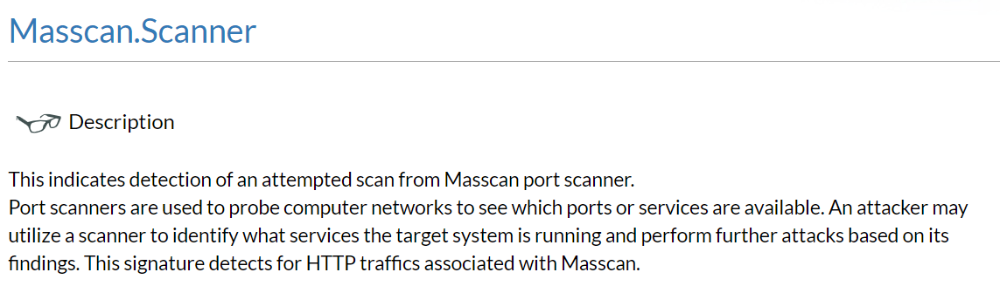 Masscan.Scanner
Description
This indicates detection of an attempted scan from Masscan port scanner.
Port scanners are used to probe computer networks to see which ports or services are available. An attacker may
utilize a scanner to identify what services the target system is running and perform further attacks based on its
findings. This signature detects for HTTP traffics associated with Masscan.